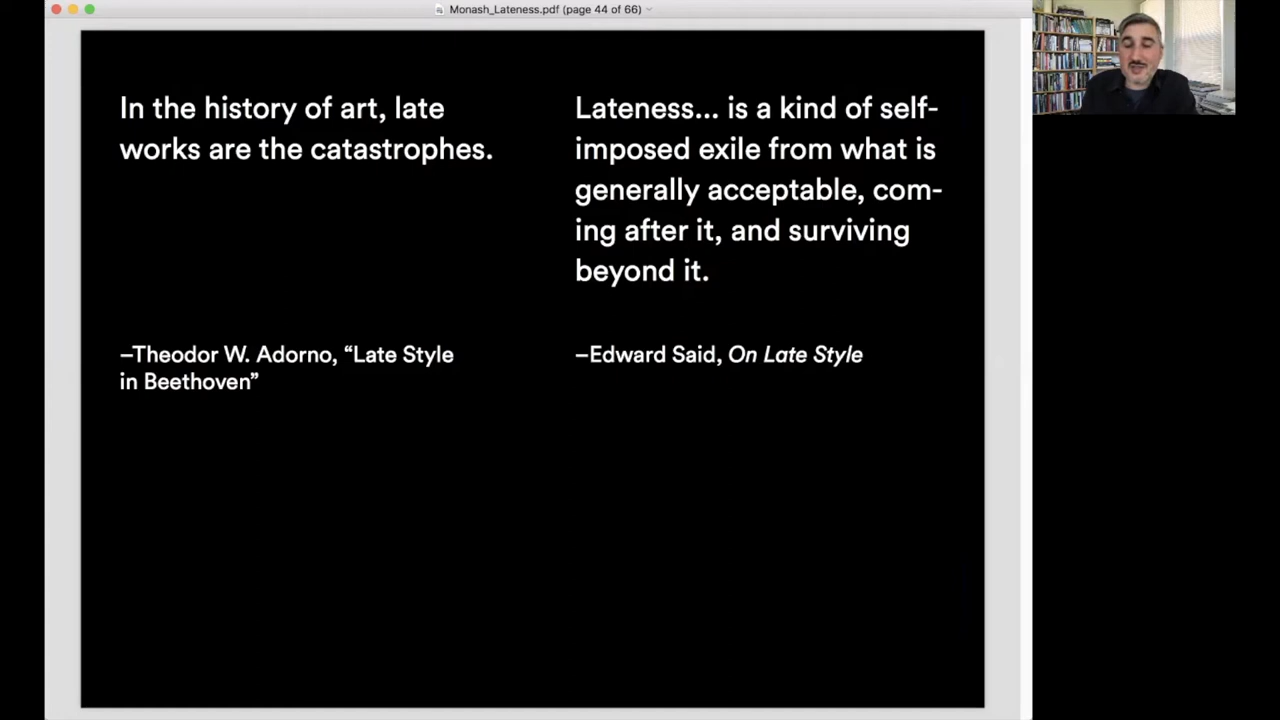 Monash_Lateness.pdf (page 44 of 66)
In the history of art, late
works are the catastrophes.
–Theodor W. Adorno, “Late Style
in Beethoven”
Lateness... is a kind of self-
imposed exile from what is
generally acceptable, com-
ing after it, and surviving
beyond it.
–Edward Said, On Late Style